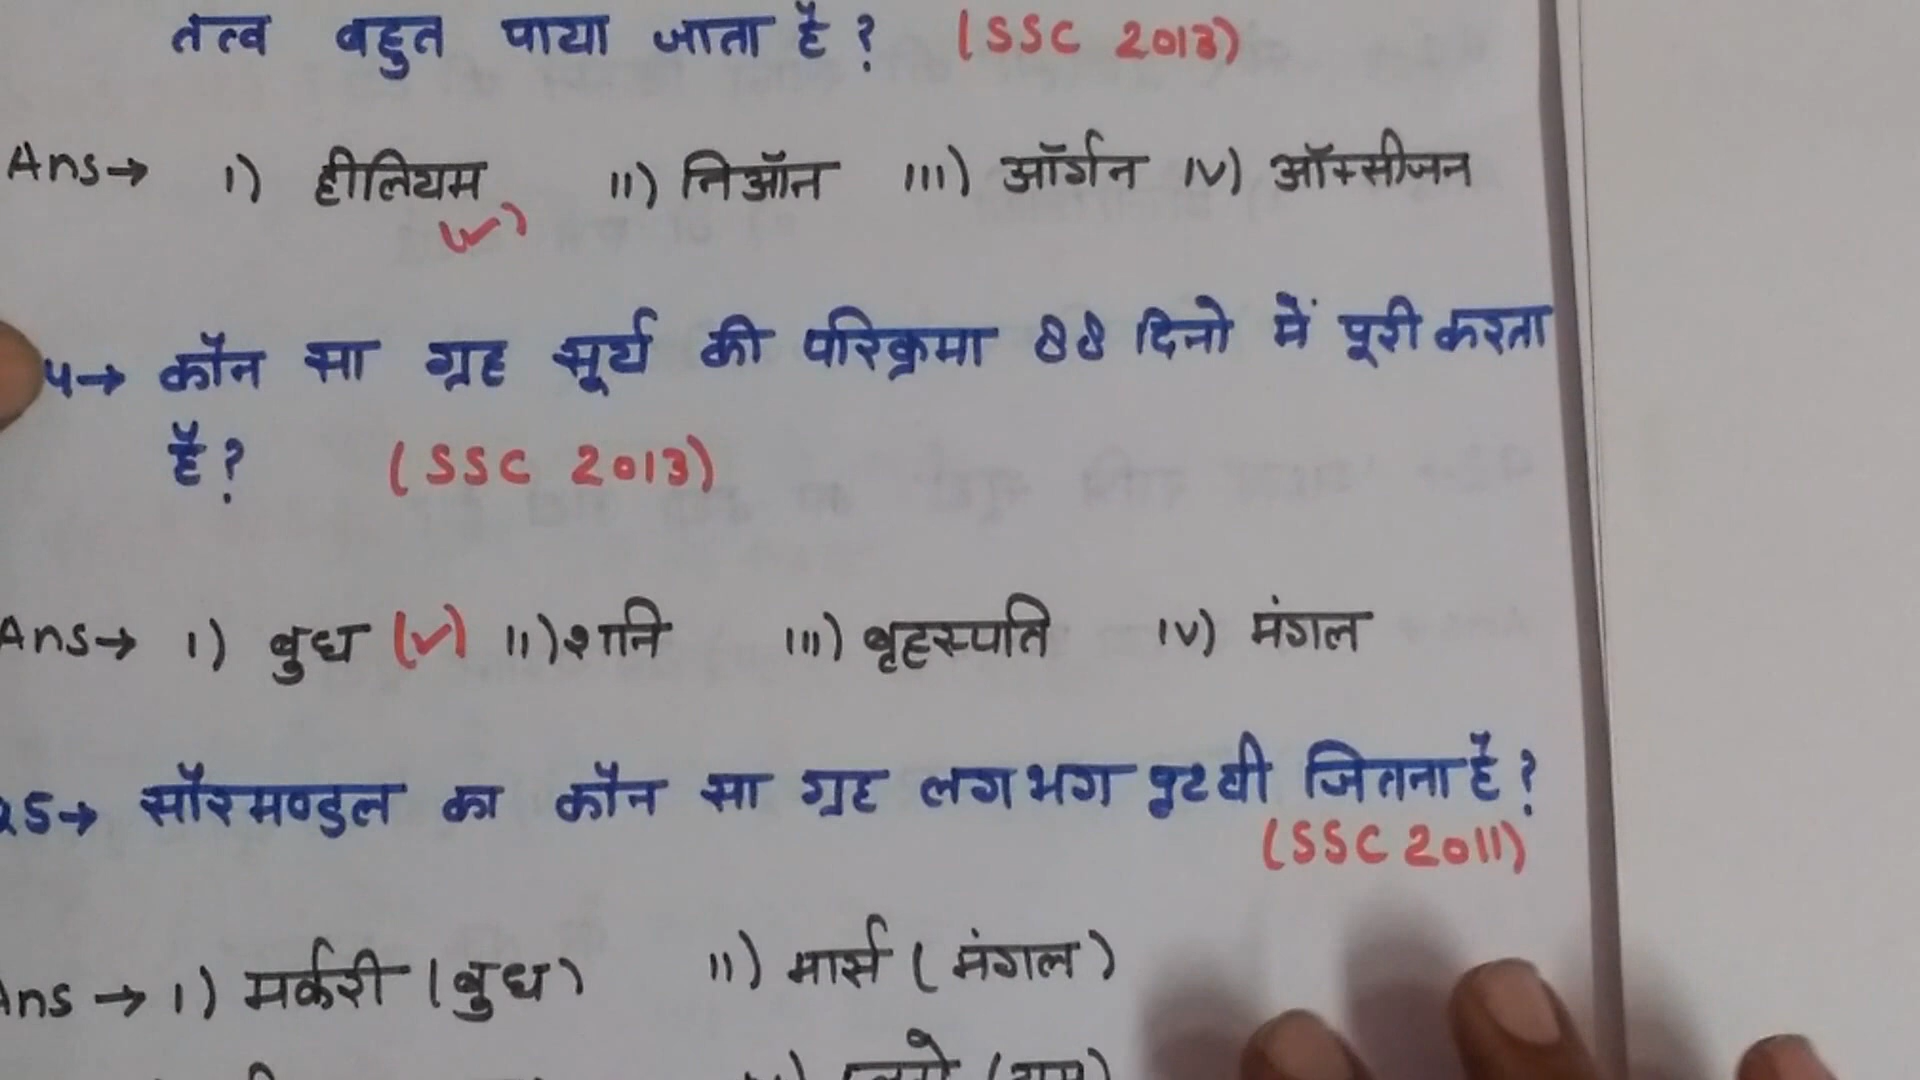 तत्व बहुत पाया जाता है? (SSC 2013)
Ans→ i) हीलियम ii) निऑन iii) ऑर्गन iv) ऑक्सीजन
4→ कौन सा ग्रह सूर्य की परिक्रमा 88 दिनो में पूरी करता
है? (SSC 2013)
Ans→ i) बुध (✓) ii) शनि iii) बृहस्पति iv) मंगल
25→ सौरमण्डल का कौन सा ग्रह लगभग पृथ्वी जितना है?
(SSC 2011)
Ans → i) मर्करी (बुध) ii) मार्स (मंगल)